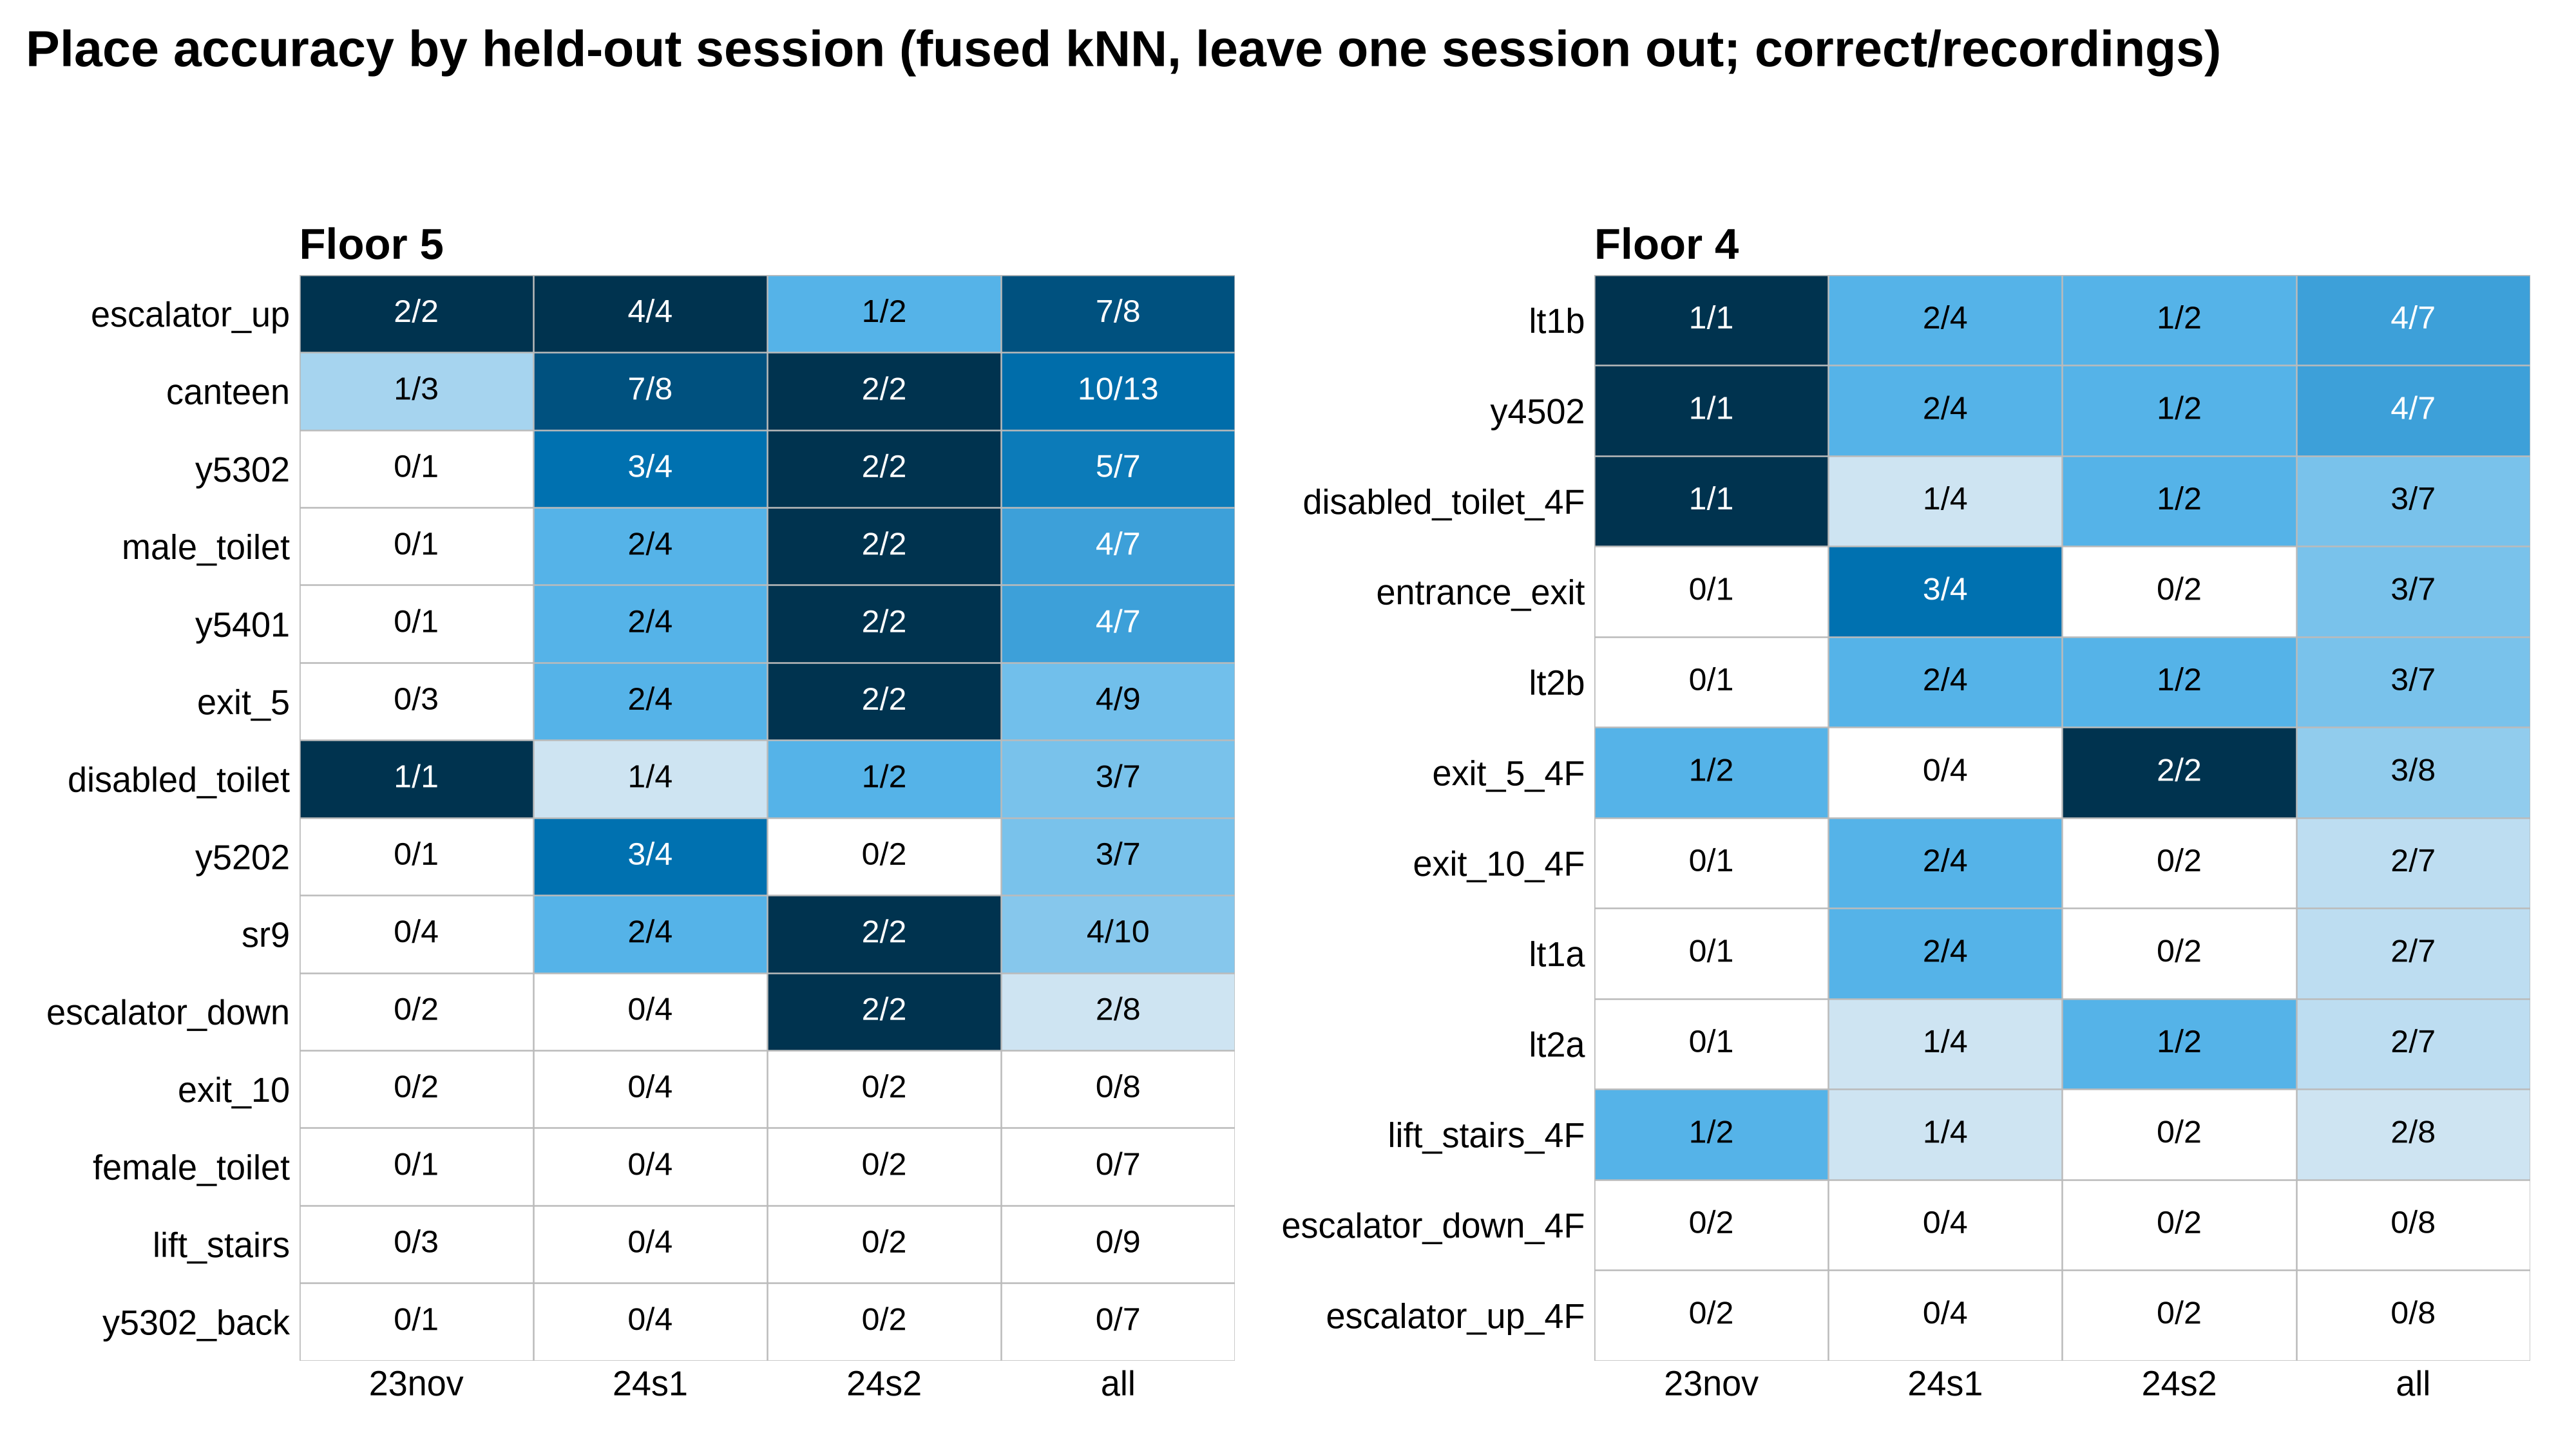 Place accuracy by held-out session (fused kNN, leave one session out; correct/recordings)
Floor 5
escalator_up 2/2 4/4 1/2 7/8
canteen 1/3 7/8 2/2 10/13
y5302 0/1 3/4 2/2 5/7
male_toilet 0/1 2/4 2/2 4/7
y5401 0/1 2/4 2/2 4/7
exit_5 0/3 2/4 2/2 4/9
disabled_toilet 1/1 1/4 1/2 3/7
y5202 0/1 3/4 0/2 3/7
sr9 0/4 2/4 2/2 4/10
escalator_down 0/2 0/4 2/2 2/8
exit_10 0/2 0/4 0/2 0/8
female_toilet 0/1 0/4 0/2 0/7
lift_stairs 0/3 0/4 0/2 0/9
y5302_back 0/1 0/4 0/2 0/7
23nov 24s1 24s2 all
Floor 4
lt1b 1/1 2/4 1/2 4/7
y4502 1/1 2/4 1/2 4/7
disabled_toilet_4F 1/1 1/4 1/2 3/7
entrance_exit 0/1 3/4 0/2 3/7
lt2b 0/1 2/4 1/2 3/7
exit_5_4F 1/2 0/4 2/2 3/8
exit_10_4F 0/1 2/4 0/2 2/7
lt1a 0/1 2/4 0/2 2/7
lt2a 0/1 1/4 1/2 2/7
lift_stairs_4F 1/2 1/4 0/2 2/8
escalator_down_4F 0/2 0/4 0/2 0/8
escalator_up_4F 0/2 0/4 0/2 0/8
23nov 24s1 24s2 all